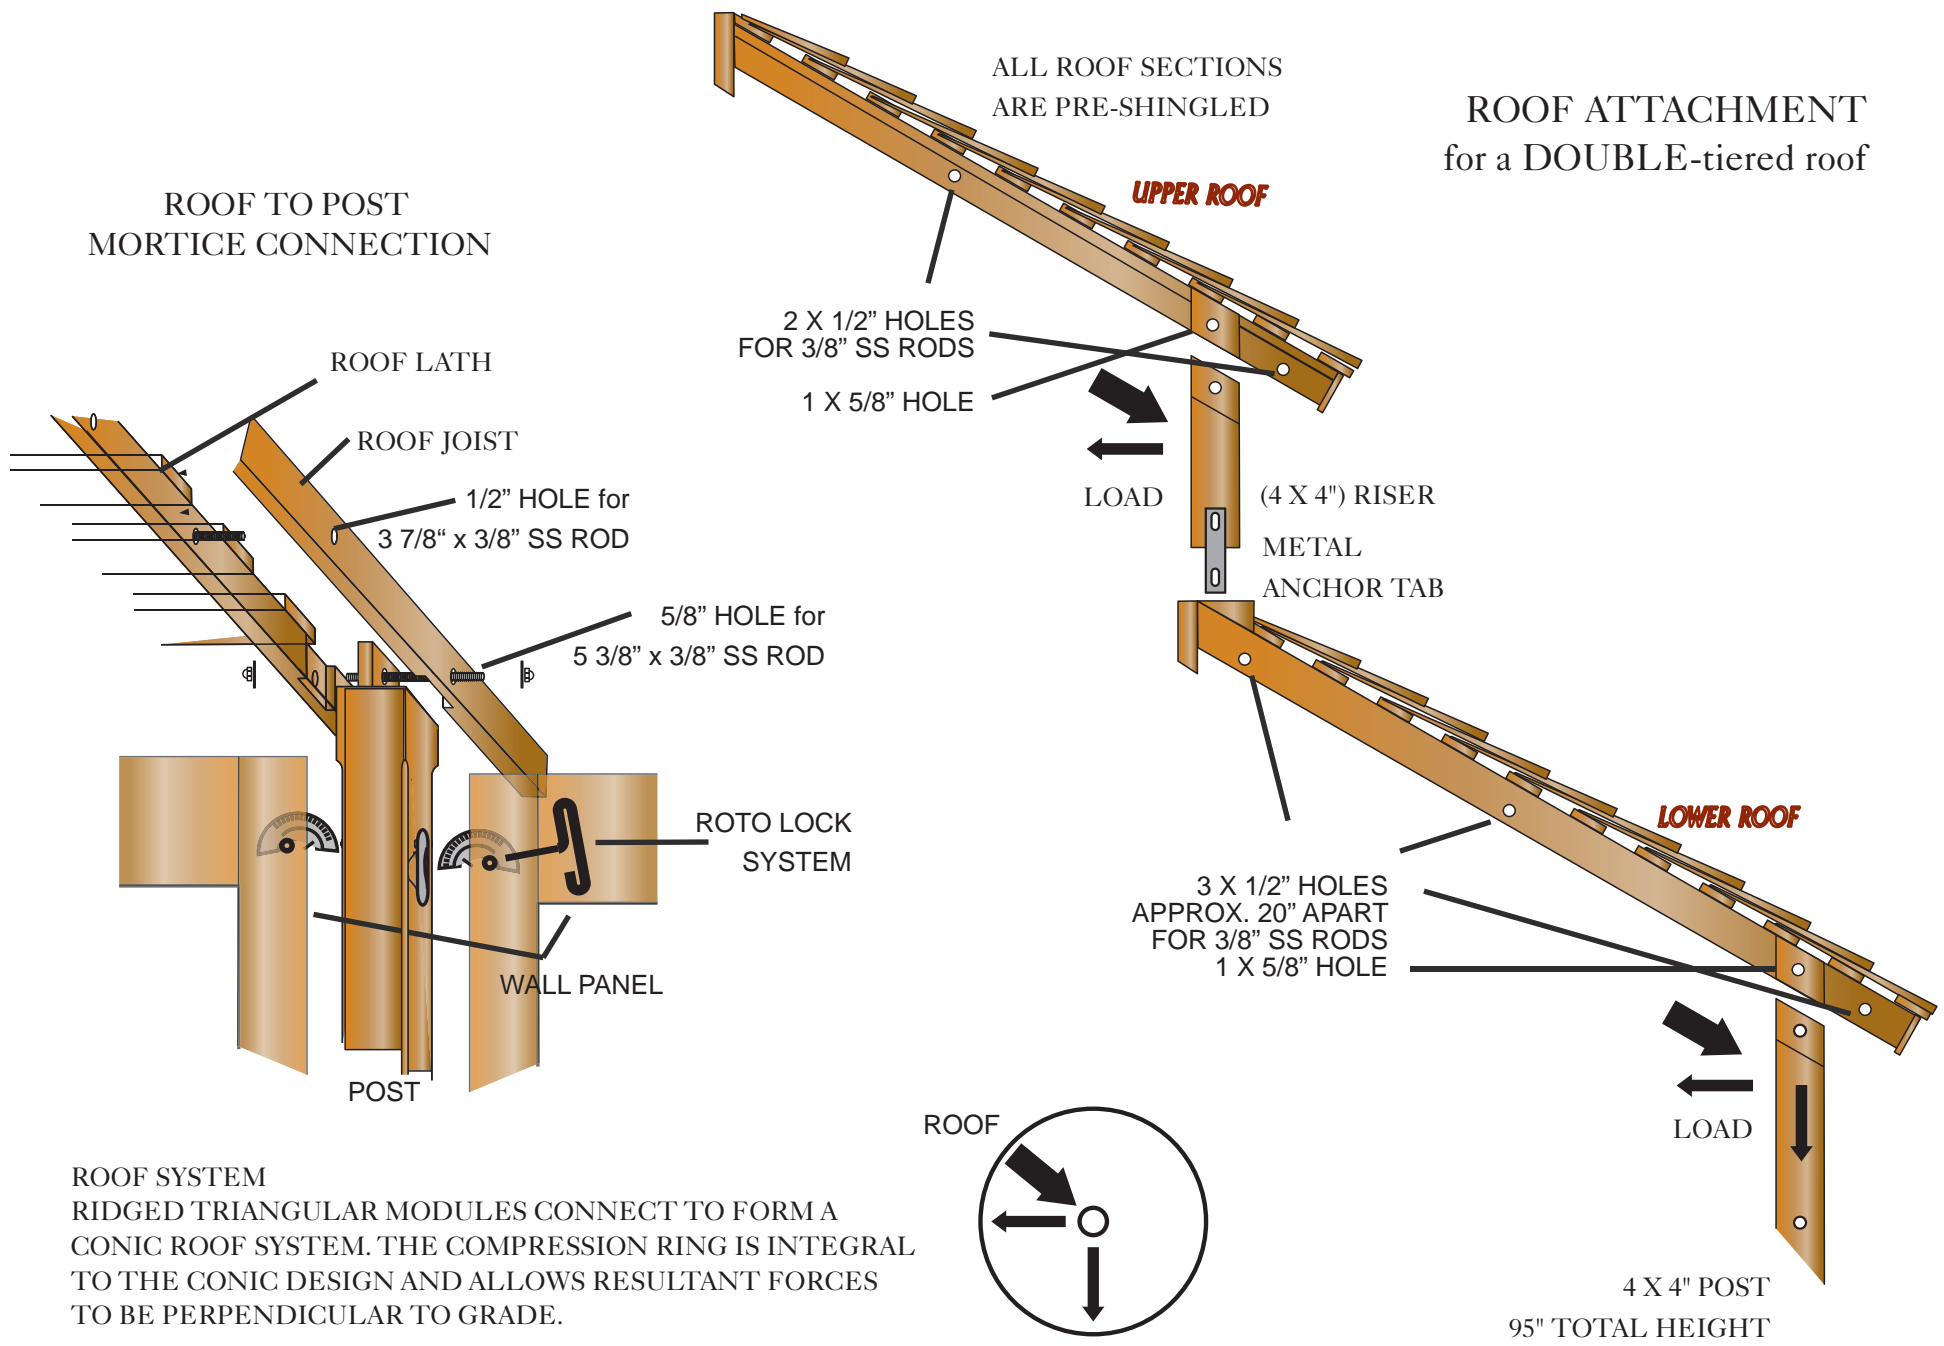 ALL ROOF SECTIONS
ARE PRE-SHINGLED
ROOF ATTACHMENT
for a DOUBLE-tiered roof
UPPER ROOF
ROOF TO POST
MORTICE CONNECTION
2 X 1/2” HOLES
FOR 3/8” SS RODS
1 X 5/8” HOLE
ROOF LATH
ROOF JOIST
1/2” HOLE for
3 7/8“ x 3/8” SS ROD
LOAD
(4 X 4") RISER
METAL
ANCHOR TAB
5/8” HOLE for
5 3/8” x 3/8” SS ROD
ROTO LOCK
SYSTEM
LOWER ROOF
3 X 1/2” HOLES
APPROX. 20” APART
FOR 3/8” SS RODS
1 X 5/8” HOLE
WALL PANEL
POST
LOAD
ROOF
ROOF SYSTEM
RIDGED TRIANGULAR MODULES CONNECT TO FORM A
CONIC ROOF SYSTEM. THE COMPRESSION RING IS INTEGRAL
TO THE CONIC DESIGN AND ALLOWS RESULTANT FORCES
TO BE PERPENDICULAR TO GRADE.
4 X 4" POST
95" TOTAL HEIGHT